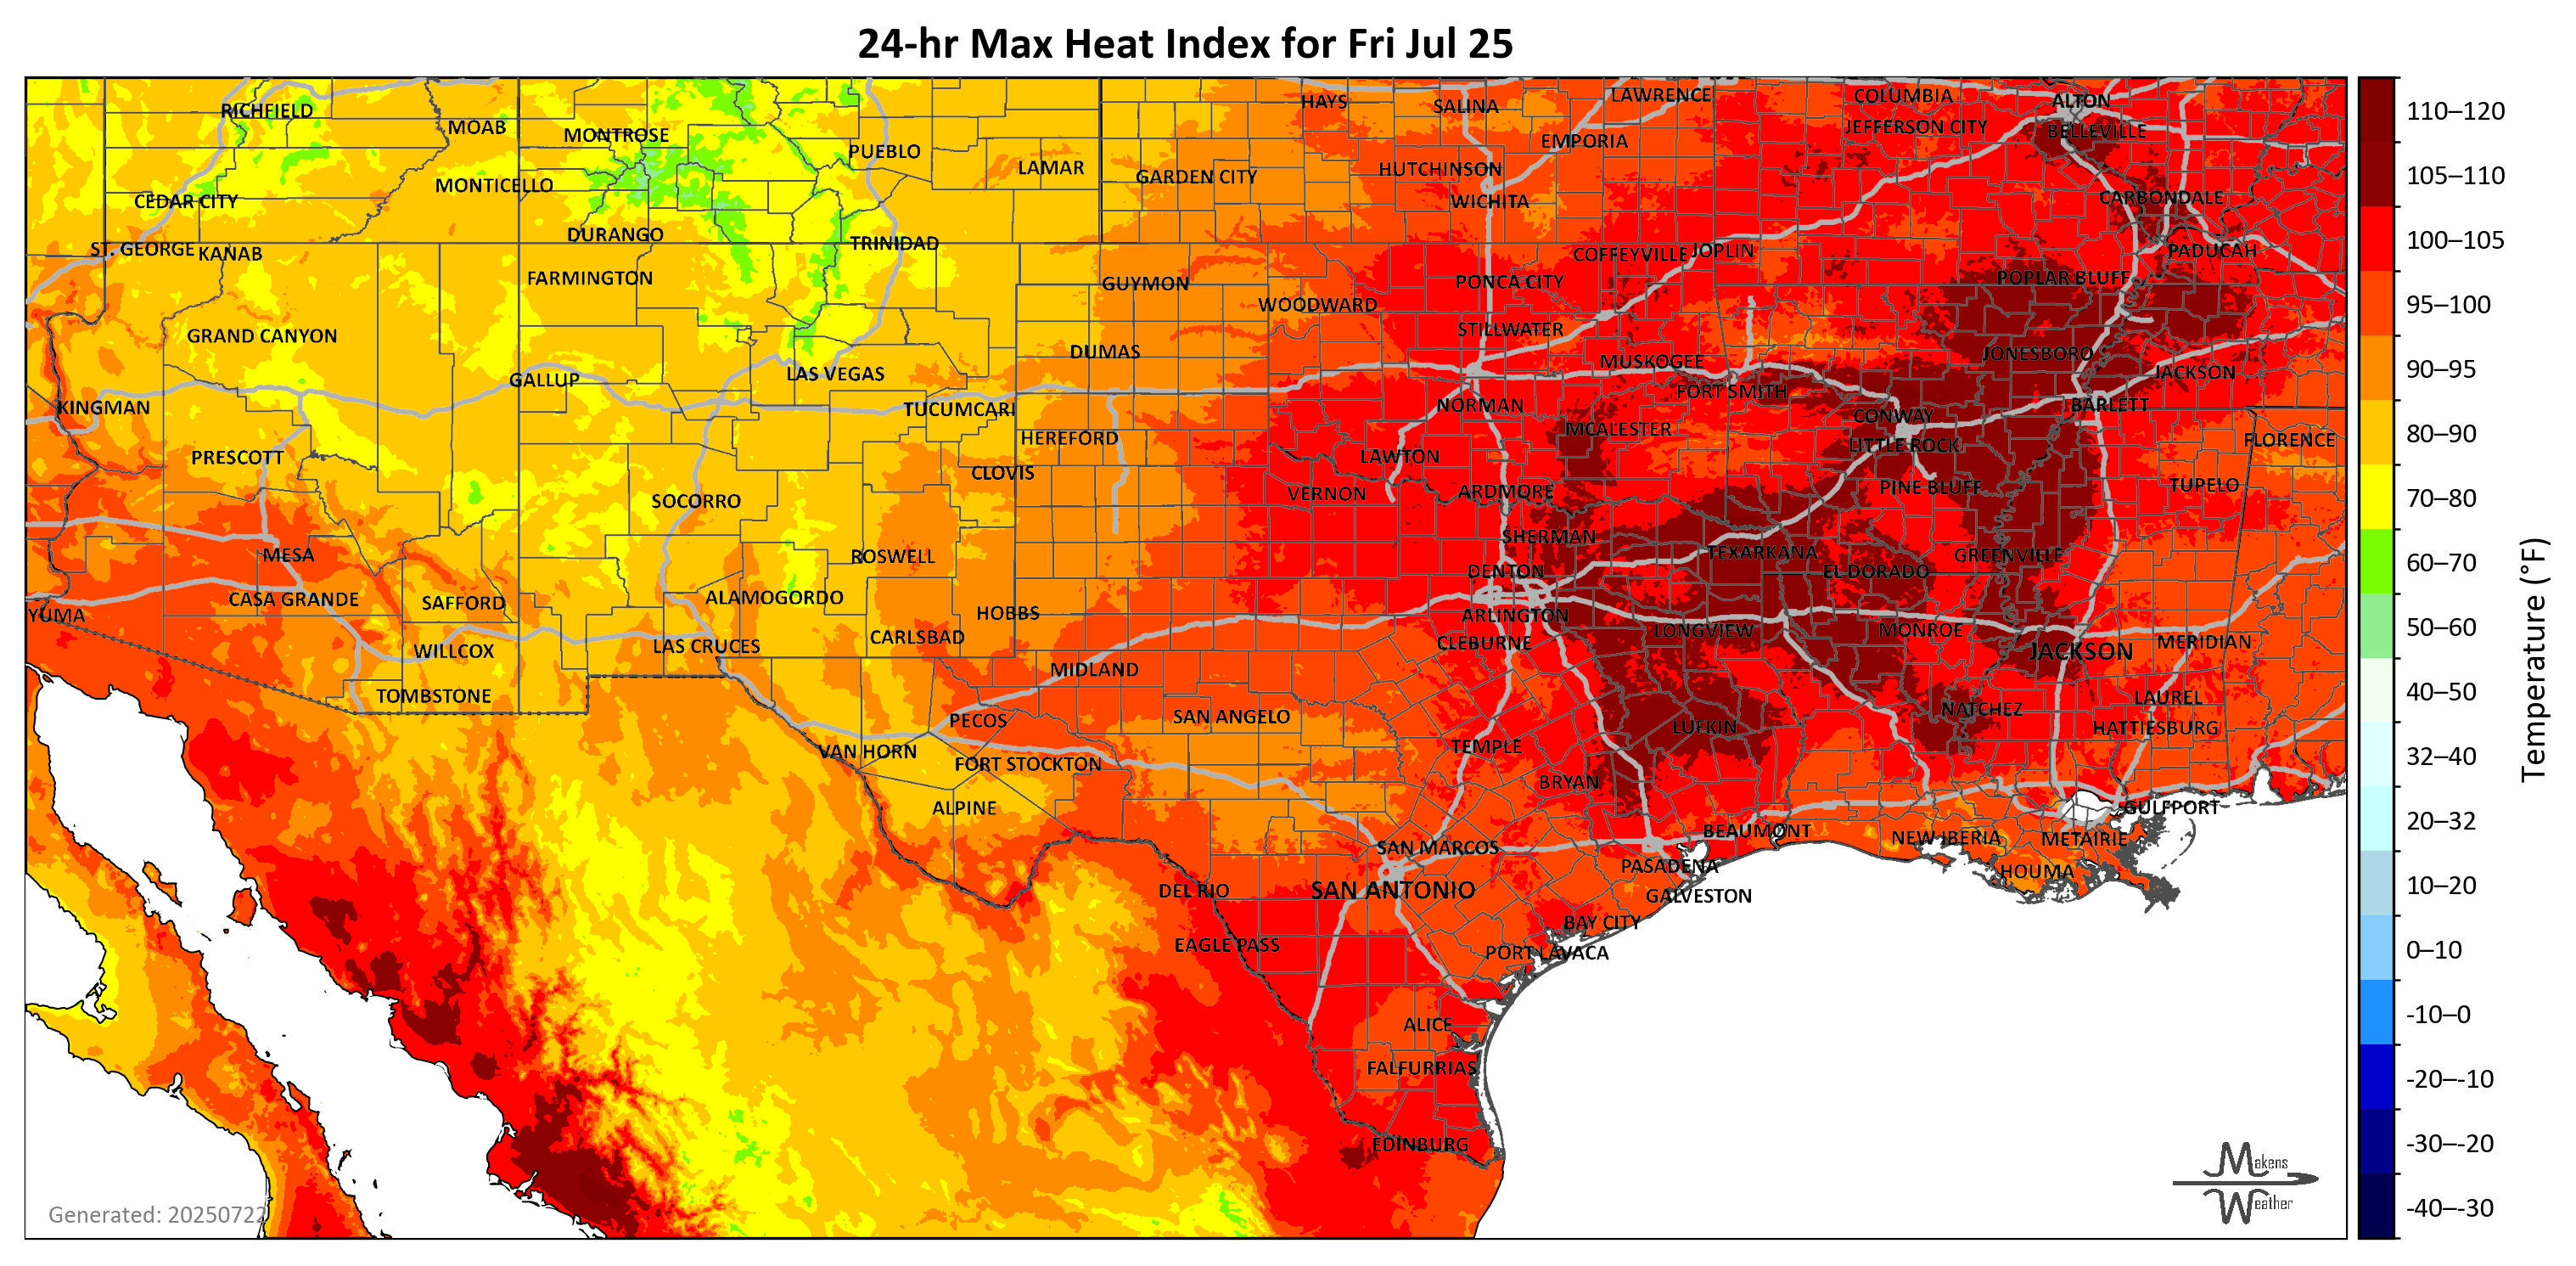 24-hr Max Heat Index for Fri Jul 25
RICHFIELD
MOAB
MONTROSE
PUEBLO
LAMAR
GARDEN CITY
HAYS
SALINA
LAWRENCE
EMPORIA
HUTCHINSON
WICHITA
COLUMBIA
JEFFERSON CITY
ALTON
BELLEVILLE
CARBONDALE
PADUCAH
CEDAR CITY
MONTICELLO
ST. GEORGE
KANAB
DURANGO
TRINIDAD
FARMINGTON
GUYMON
WOODWARD
PONCA CITY
COFFEYVILLE
JOPLIN
POPLAR BLUFF
GRAND CANYON
DUMAS
STILLWATER
MUSKOGEE
JONESBORO
JACKSON
KINGMAN
GALLUP
LAS VEGAS
TUCUMCARI
NORMAN
FORT SMITH
CONWAY
BARLETT
HEREFORD
MCALESTER
LITTLE ROCK
FLORENCE
PRESCOTT
CLOVIS
LAWTON
SOCORRO
VERNON
ARDMORE
PINE BLUFF
TUPELO
MESA
ROSWELL
SHERMAN
TEXARKANA
GREENVILLE
DENTON
EL DORADO
YUMA
CASA GRANDE
SAFFORD
ALAMOGORDO
HOBBS
ARLINGTON
WILLCOX
LAS CRUCES
CARLSBAD
CLEBURNE
LONGVIEW
MONROE
JACKSON
MERIDIAN
TOMBSTONE
MIDLAND
PECOS
SAN ANGELO
LUFKIN
NATCHEZ
LAUREL
HATTIESBURG
VAN HORN
FORT STOCKTON
TEMPLE
BRYAN
ALPINE
GULFPORT
SAN MARCOS
BEAUMONT
NEW IBERIA
METAIRIE
PASADENA
HOUMA
DEL RIO
SAN ANTONIO
GALVESTON
EAGLE PASS
BAY CITY
PORT LAVACA
ALICE
FALFURRIAS
EDINBURG
Generated: 20250722
Makens
Weather
110–120
105–110
100–105
95–100
90–95
80–90
70–80
60–70
50–60
40–50
32–40
20–32
10–20
0–10
-10–0
-20–-10
-30–-20
-40–-30
Temperature (°F)